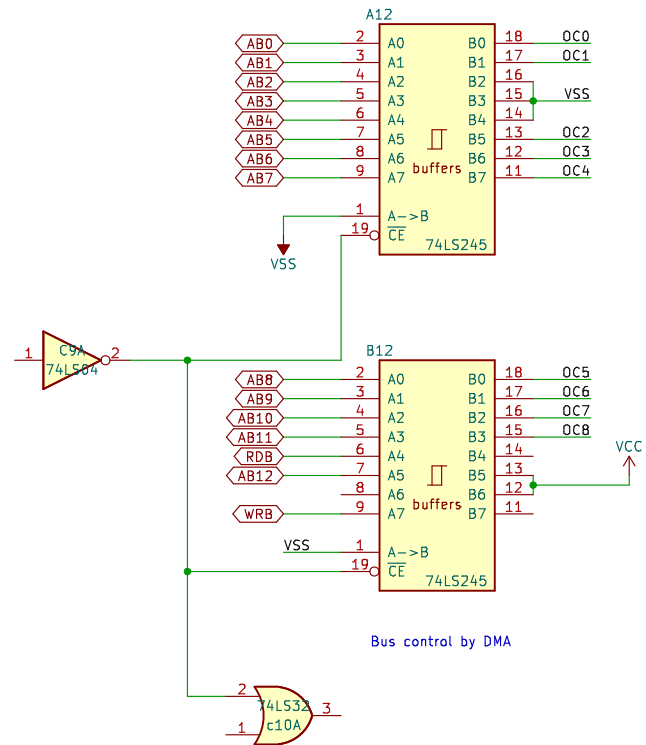 A12
AB0 2 A0 B0 18 OC0
AB1 3 A1 B1 17 OC1
AB2 4 A2 B2 16
AB3 5 A3 B3 15 VSS
AB4 6 A4 B4 14
AB5 7 A5 B5 13 OC2
AB6 8 A6 B6 12 OC3
AB7 9 A7 B7 11 OC4
buffers
1 A->B
19 CE
74LS245
VSS
1 C9A 2
74LS04
B12
AB8 2 A0 B0 18 OC5
AB9 3 A1 B1 17 OC6
AB10 4 A2 B2 16 OC7
AB11 5 A3 B3 15 OC8
RDB 6 A4 B4 14
VCC
AB12 7 A5 B5 13
8 A6 B6 12
WRB 9 A7 B7 11
buffers
VSS 1 A->B
19 CE
74LS245
Bus control by DMA
2 74LS32
3
1 c10A